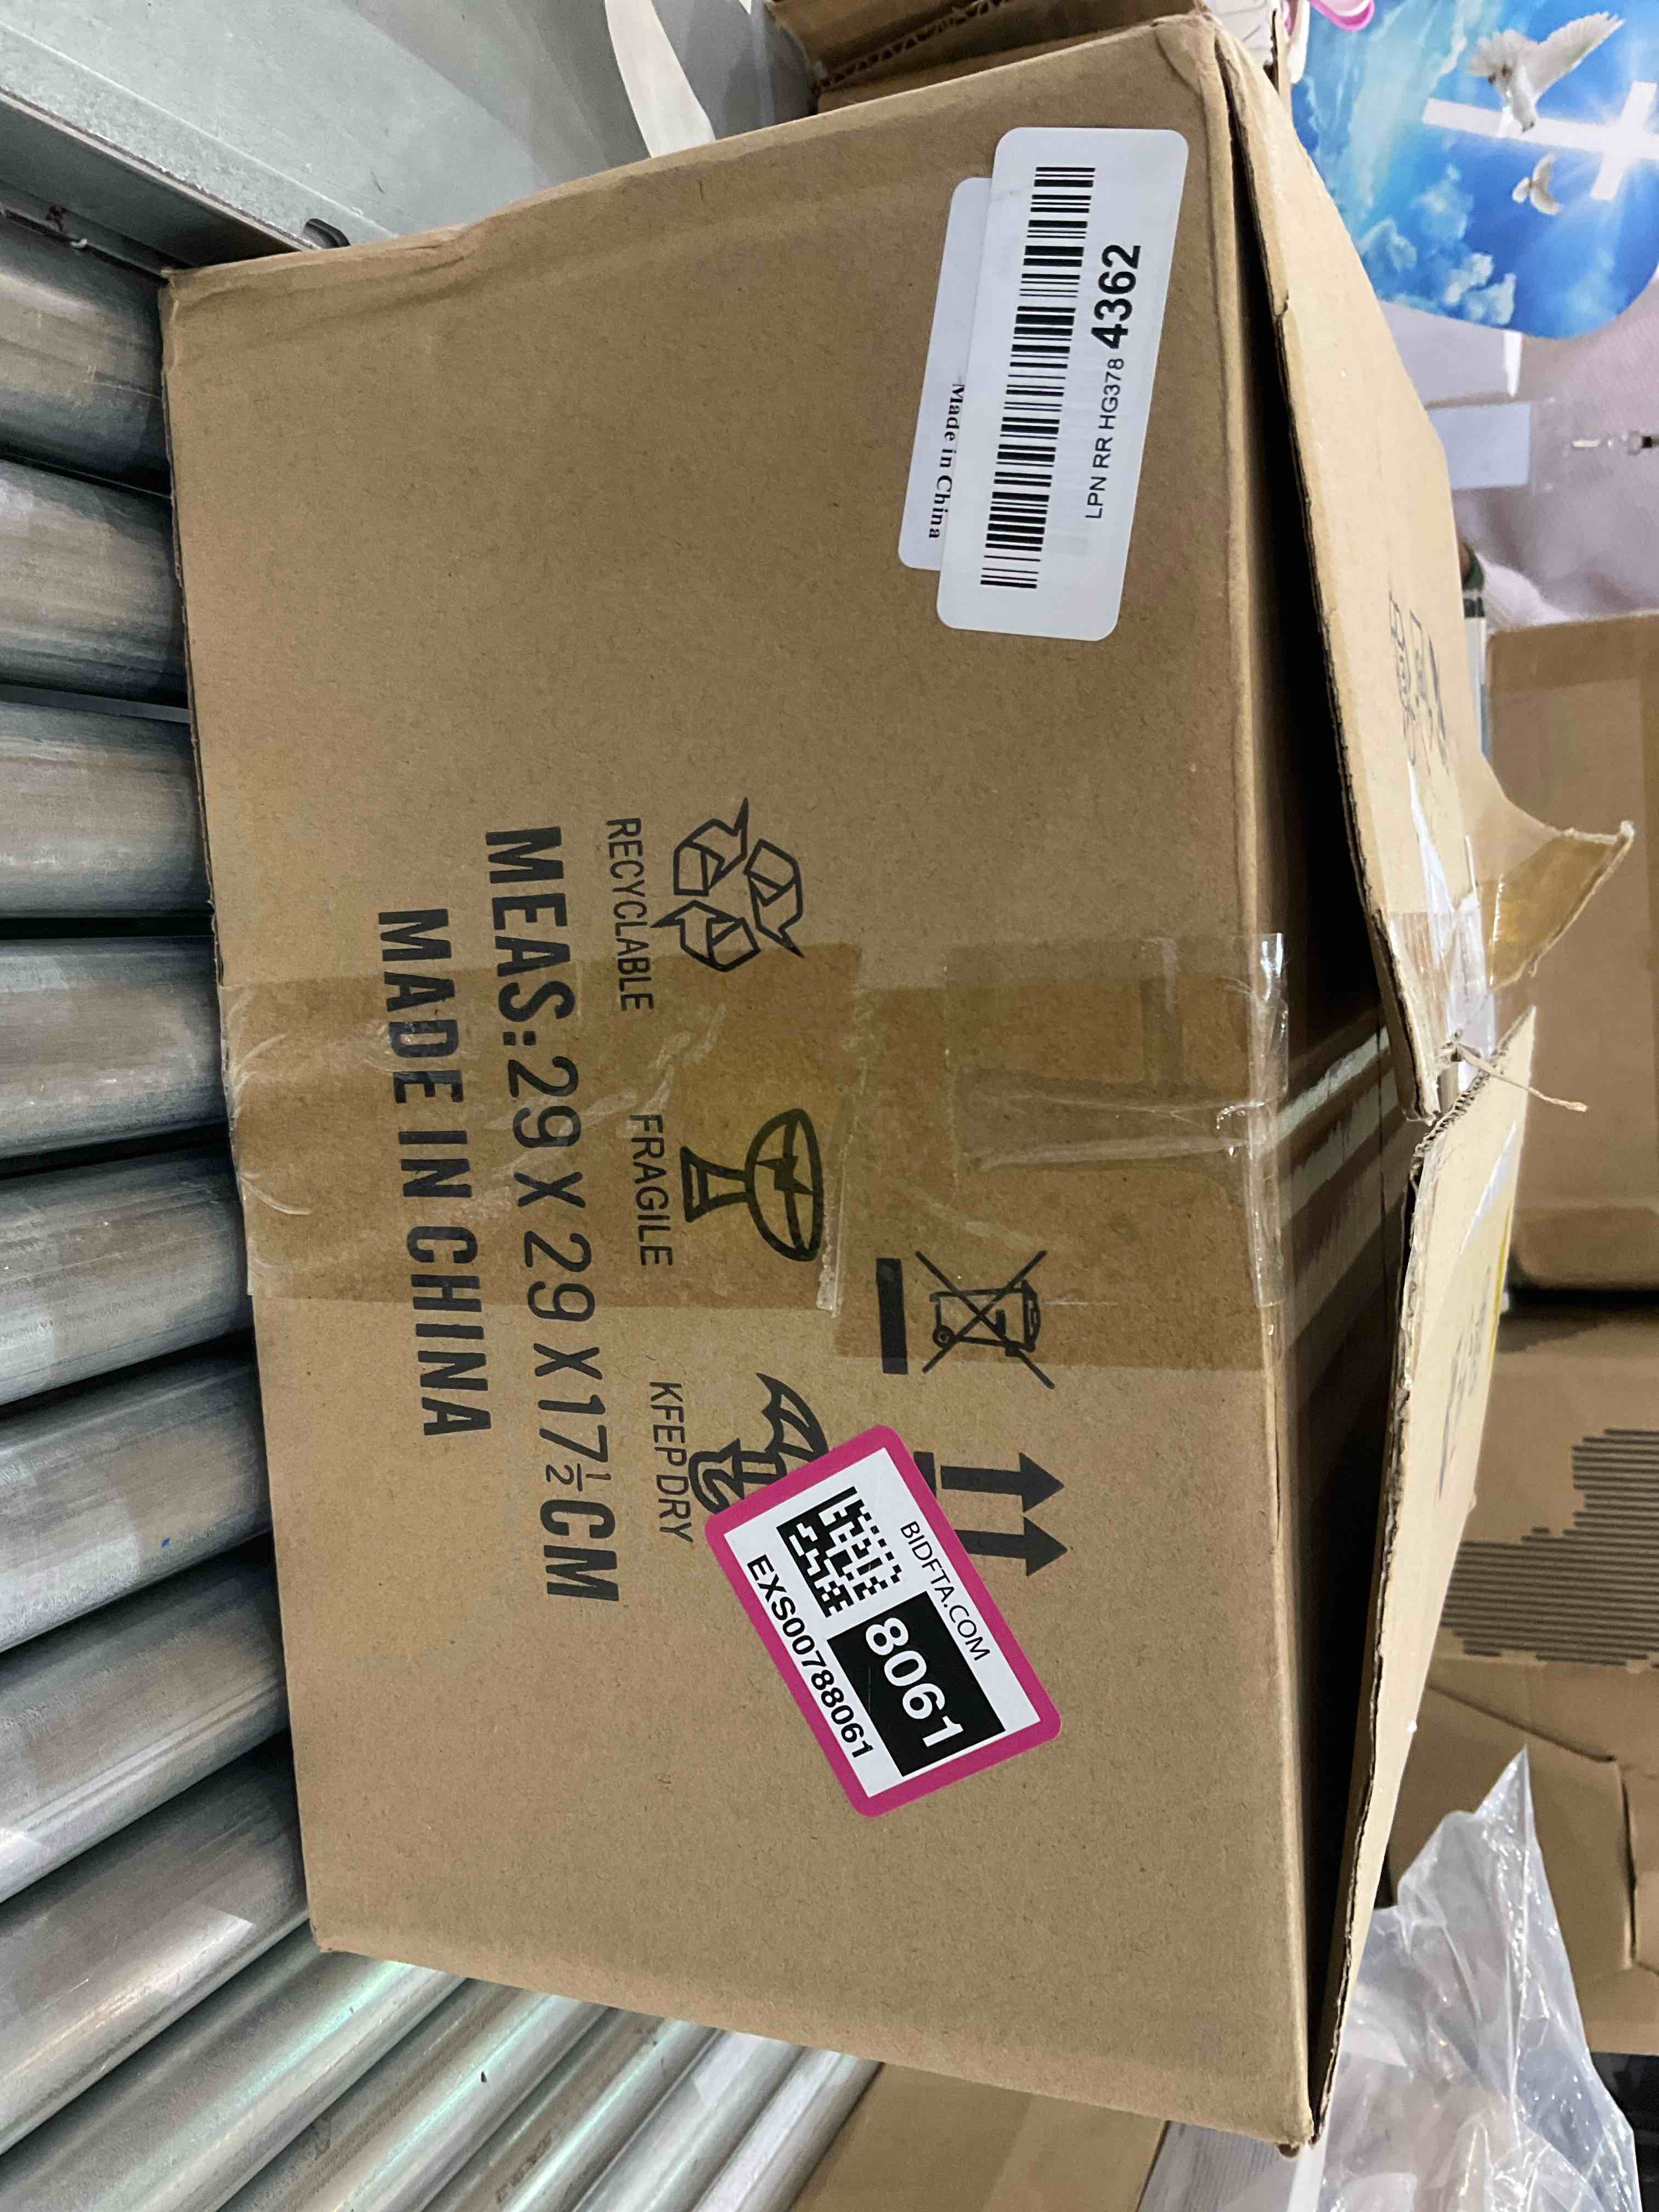 Made in China
LPN RR HG378 4362
RECYCLABLE
FRAGILE
KFEP DRY
MEAS:29 X 29 X 17½CM
MADE IN CHINA
BIDFTA.COM
8061
EXS00788061